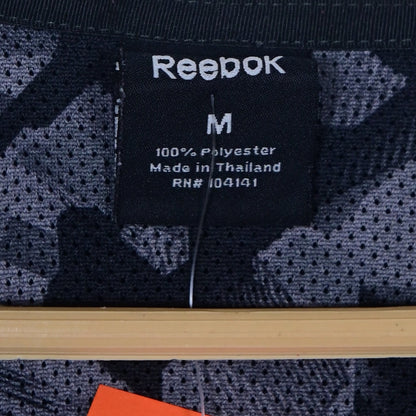 Reebok
M
100% Polyester
Made in Thailand
RN# 104141